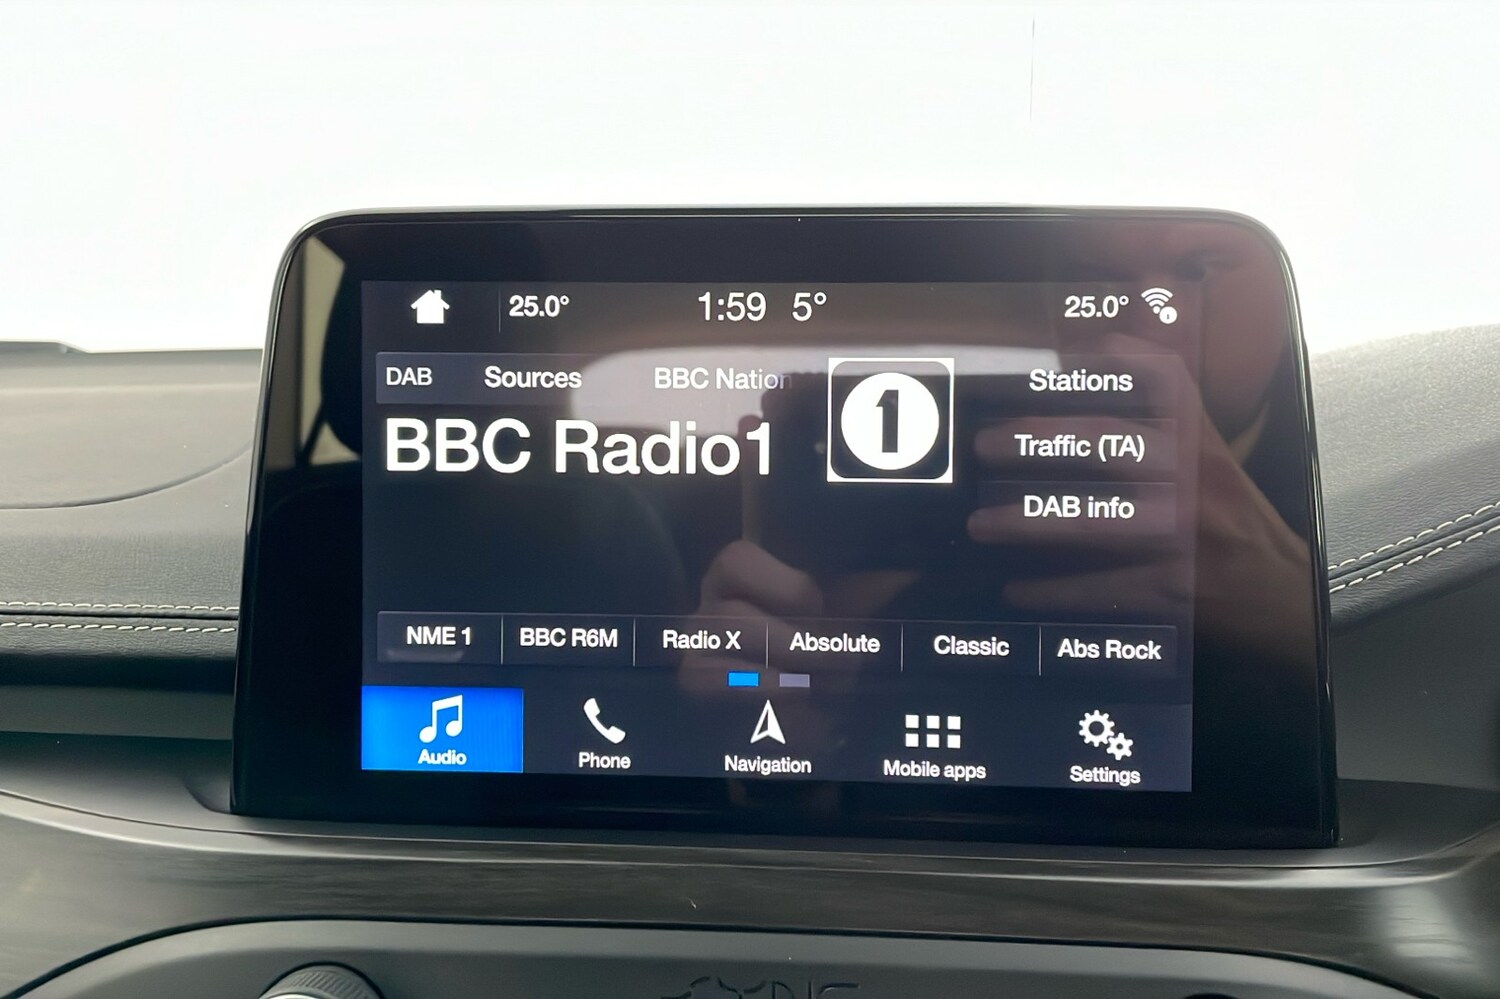 25.0° 1:59 5° 25.0°
DAB Sources BBC Nation Stations
BBC Radio1
1
Traffic (TA)
DAB info
NME 1 BBC R6M Radio X Absolute Classic Abs Rock
Audio Phone Navigation Mobile apps Settings